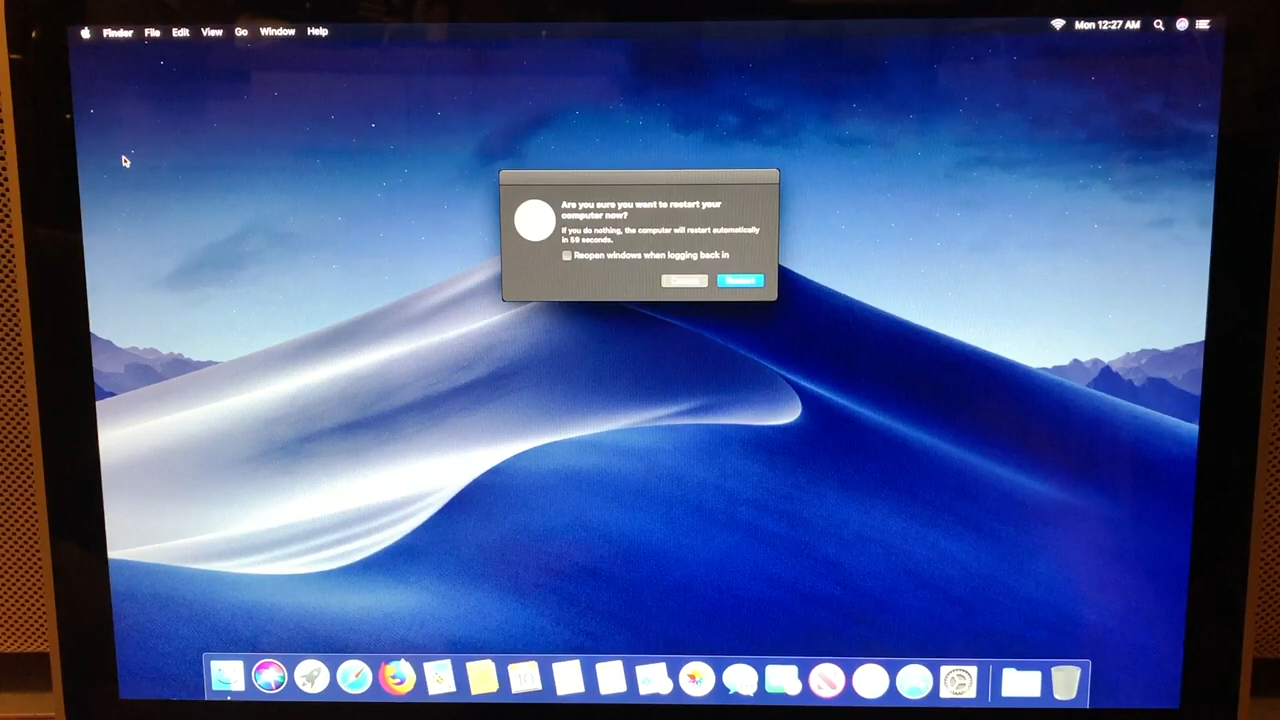 Finder File Edit View Go Window Help
Mon 12:27 AM
Are you sure you want to restart your
computer now?
If you do nothing, the computer will restart automatically
in 59 seconds.
Reopen windows when logging back in
Cancel Restart
10